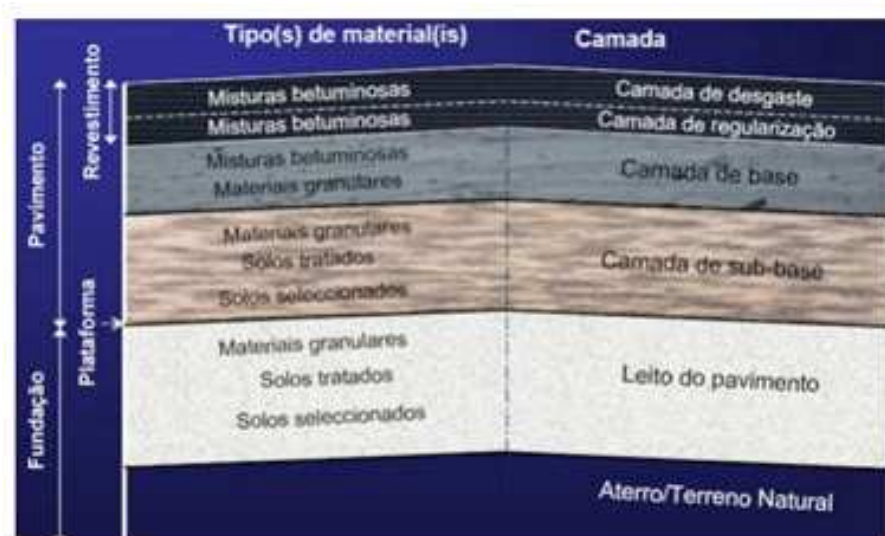 Tipo(s) de material(is)
Camada
Pavimento
Revestimento
Misturas betuminosas
Camada de desgaste
Misturas betuminosas
Camada de regularização
Misturas betuminosas
Materiais granulares
Camada de base
Materiais granulares
Solos tratados
Solos seleccionados
Camada de sub-base
Fundação
Plataforma
Materiais granulares
Solos tratados
Solos seleccionados
Leito do pavimento
Aterro/Terreno Natural